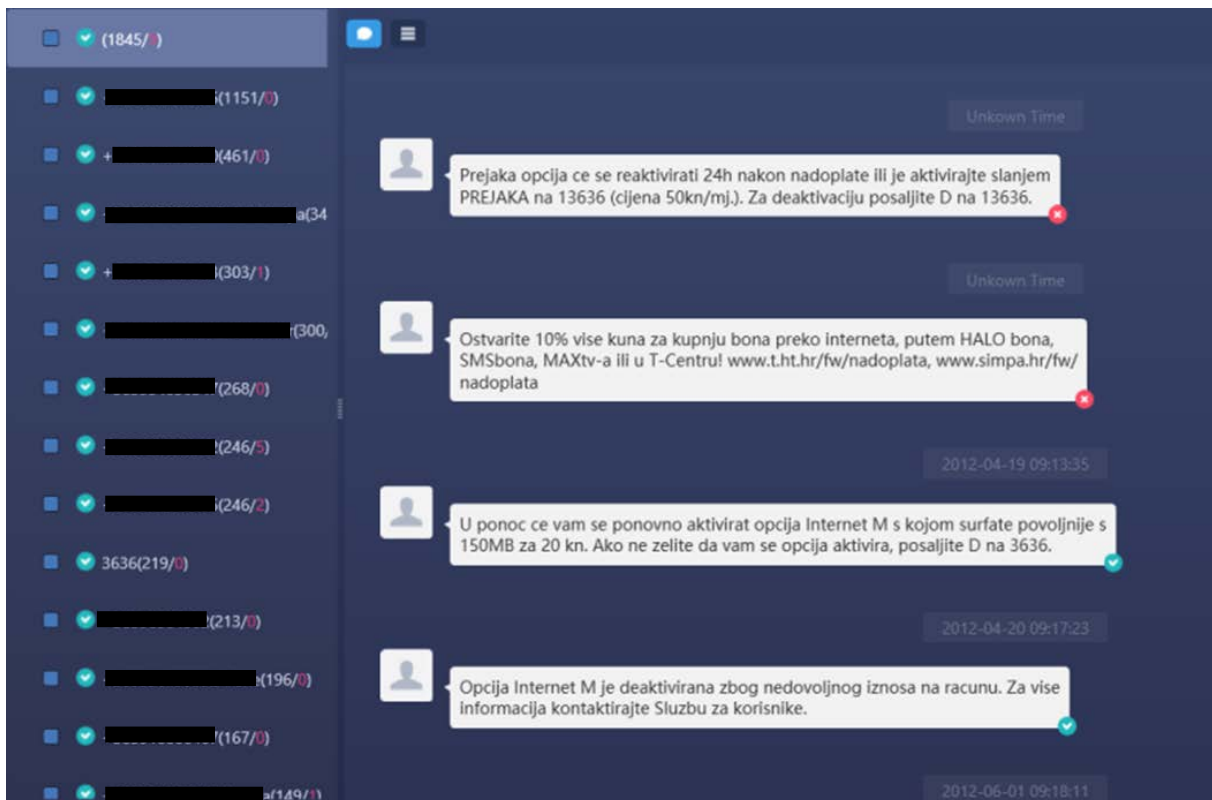 (1845/0)
(1151/0)
+ (461/0)
a(34
+ (303/1)
r(300,
(268/0)
(246/5)
(246/2)
3636(219/0)
(213/0)
(196/0)
(167/0)
a(149/1)
Unkown Time
Prejaka opcija ce se reaktivirati 24h nakon nadoplate ili je aktivirajte slanjem
PREJAKA na 13636 (cijena 50kn/mj.). Za deaktivaciju posaljite D na 13636.
Unkown Time
Ostvarite 10% vise kuna za kupnju bona preko interneta, putem HALO bona,
SMSbona, MAXtv-a ili u T-Centru! www.t.ht.hr/fw/nadoplata, www.simpa.hr/fw/
nadoplata
2012-04-19 09:13:35
U ponoc ce vam se ponovno aktivirat opcija Internet M s kojom surfate povoljnije s
150MB za 20 kn. Ako ne zelite da vam se opcija aktivira, posaljite D na 3636.
2012-04-20 09:17:23
Opcija Internet M je deaktivirana zbog nedovoljnog iznosa na racunu. Za vise
informacija kontaktirajte Sluzbu za korisnike.
2012-06-01 09:18:11